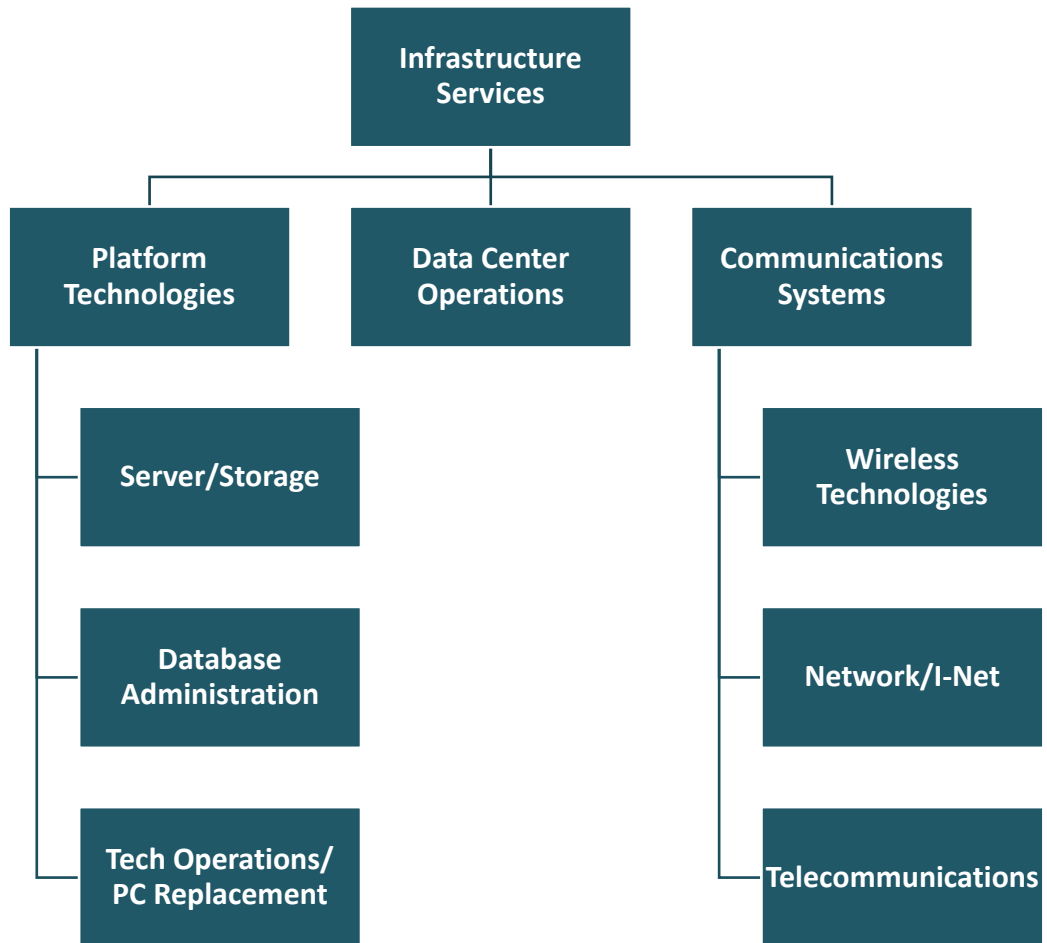 Infrastructure
Services
Platform
Technologies
Data Center
Operations
Communications
Systems
Server/Storage
Database
Administration
Tech Operations/
PC Replacement
Wireless
Technologies
Network/I-Net
Telecommunications